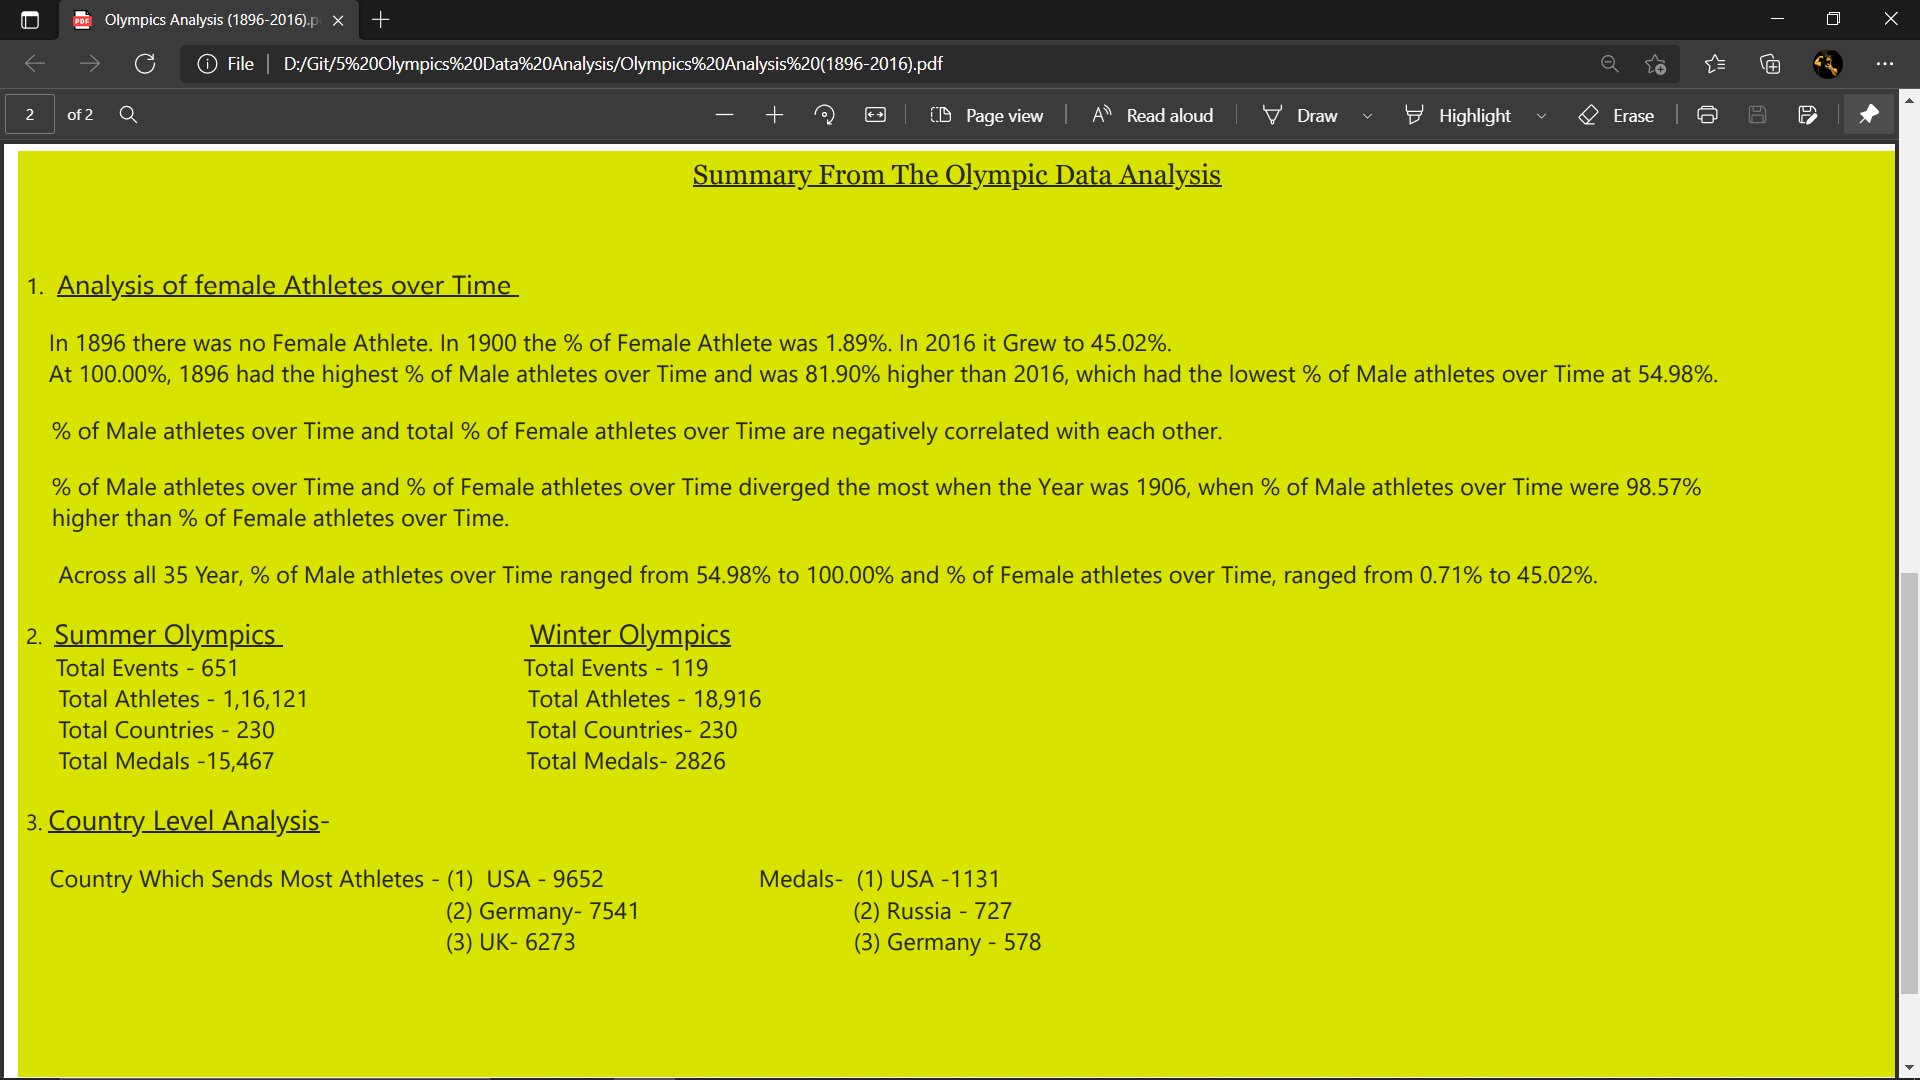 Olympics Analysis (1896-2016).p
File
D:/Git/5%20Olympics%20Data%20Analysis/Olympics%20Analysis%20(1896-2016).pdf
2 of 2
Page view
Read aloud
Draw
Highlight
Erase
Summary From The Olympic Data Analysis
1. Analysis of female Athletes over Time
In 1896 there was no Female Athlete. In 1900 the % of Female Athlete was 1.89%. In 2016 it Grew to 45.02%.
At 100.00%, 1896 had the highest % of Male athletes over Time and was 81.90% higher than 2016, which had the lowest % of Male athletes over Time at 54.98%.
% of Male athletes over Time and total % of Female athletes over Time are negatively correlated with each other.
% of Male athletes over Time and % of Female athletes over Time diverged the most when the Year was 1906, when % of Male athletes over Time were 98.57%
higher than % of Female athletes over Time.
Across all 35 Year, % of Male athletes over Time ranged from 54.98% to 100.00% and % of Female athletes over Time, ranged from 0.71% to 45.02%.
2. Summer Olympics
Total Events - 651
Total Athletes - 1,16,121
Total Countries - 230
Total Medals -15,467
Winter Olympics
Total Events - 119
Total Athletes - 18,916
Total Countries- 230
Total Medals- 2826
3. Country Level Analysis-
Country Which Sends Most Athletes - (1) USA - 9652
(2) Germany- 7541
(3) UK- 6273
Medals- (1) USA -1131
(2) Russia - 727
(3) Germany - 578